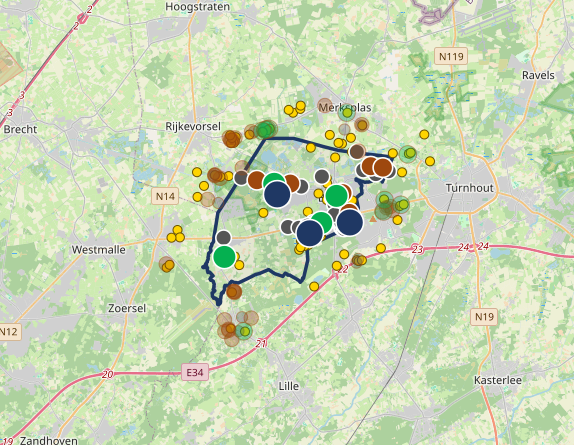 Hoogstraten
2
N119
Ravels
3
Merksplas
Brecht
Rijkevorsel
N14
Turnhout
Westmalle
23
24
24
22
Zoersel
N12
N19
21
E34
20
Kasterlee
Lille
19
Zandhoven